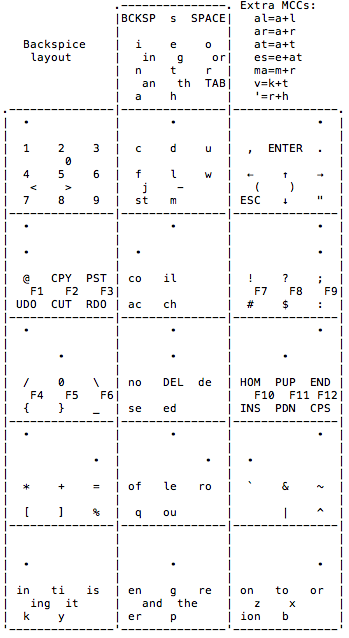 Extra MCCs:
BCKSP s SPACE al=a+l
ar=a+r
Backspice i e o at=a+t
layout in g or es=e+at
n t r ma=m+r
an th TAB v=k+t
a h '=r+h
• • •
1 2 3 c d u , ENTER .
0
4 5 6 f l w ← ↑ →
< > j – ( )
7 8 9 st m ESC ↓ "
• • •
• • •
@ CPY PST co il ! ? ;
F1 F2 F3 F7 F8 F9
UDO CUT RDO ac ch # $ :
• • •
• • •
/ 0 \ no DEL de HOM PUP END
F4 F5 F6 F10 F11 F12
{ } _ se ed INS PDN CPS
• • •
• • •
* + = of le ro ` & ~
[ ] % q ou | ^
• • •
in ti is en g re on to or
ing it and the z x
k y er p ion b